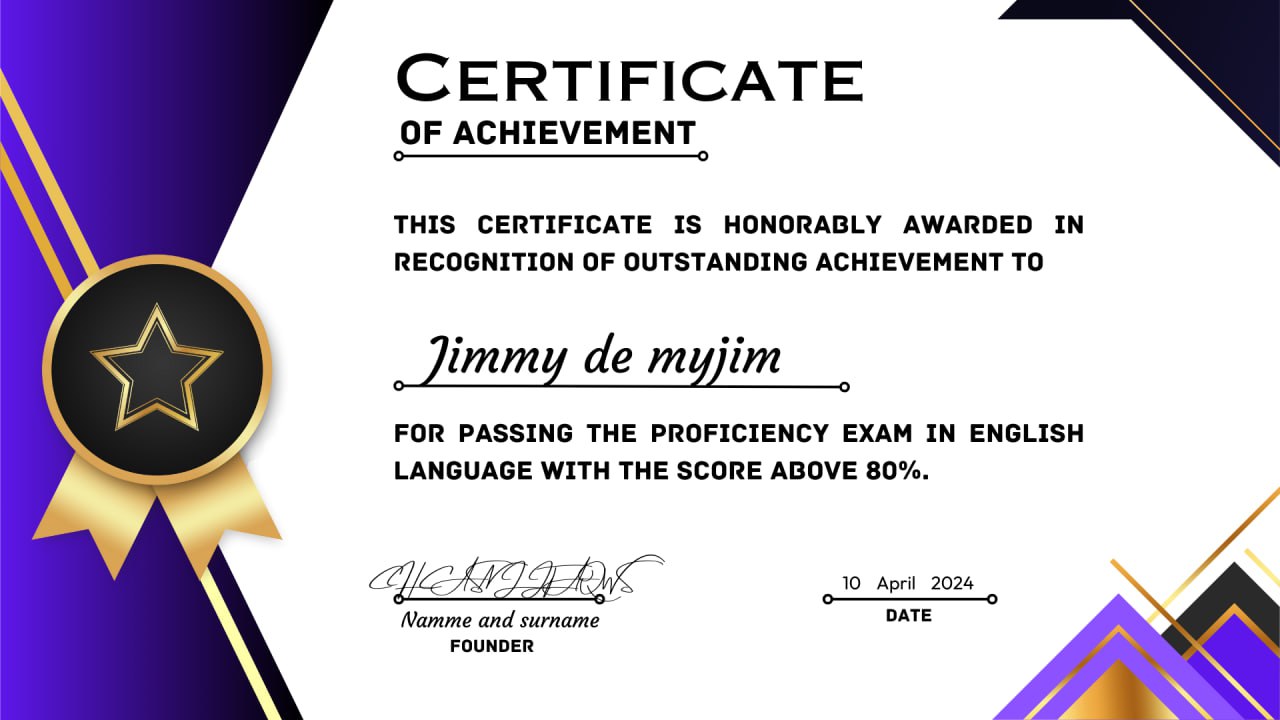 CERTIFICATE
OF ACHIEVEMENT
THIS CERTIFICATE IS HONORABLY AWARDED IN
RECOGNITION OF OUTSTANDING ACHIEVEMENT TO
Jimmy de myjim
FOR PASSING THE PROFICIENCY EXAM IN ENGLISH
LANGUAGE WITH THE SCORE ABOVE 80%.
10 April 2024
Namme and surname
DATE
FOUNDER